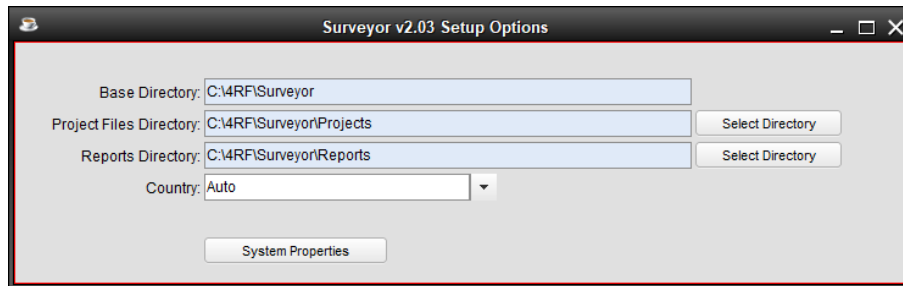 Surveyor v2.03 Setup Options
Base Directory: C:\4RF\Surveyor
Project Files Directory: C:\4RF\Surveyor\Projects Select Directory
Reports Directory: C:\4RF\Surveyor\Reports Select Directory
Country: Auto
System Properties